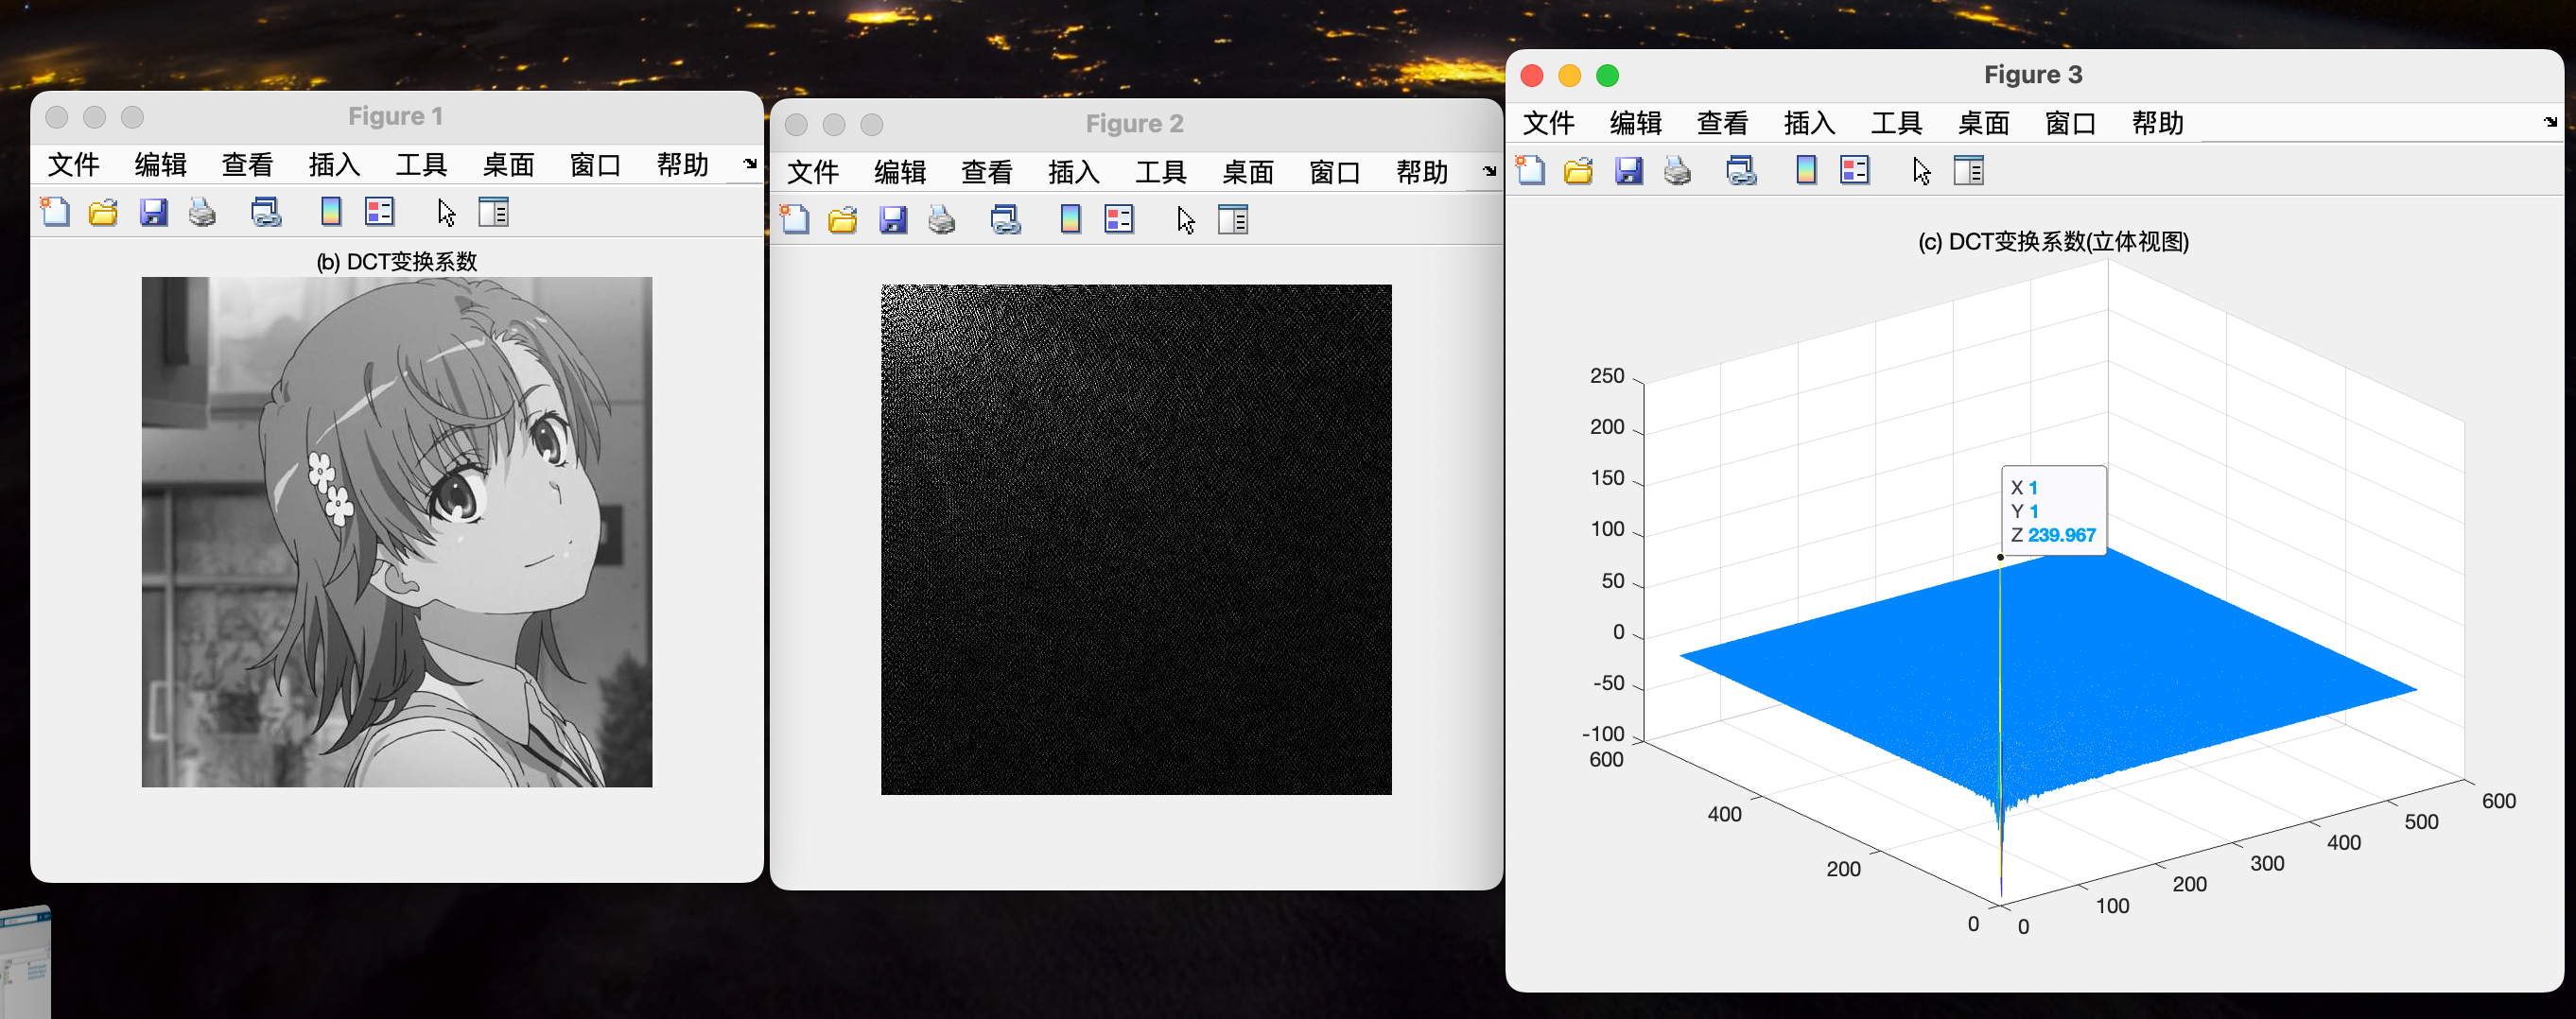 Figure 1
文件 编辑 查看 插入 工具 桌面 窗口 帮助
(b) DCT变换系数
Figure 2
文件 编辑 查看 插入 工具 桌面 窗口 帮助
Figure 3
文件 编辑 查看 插入 工具 桌面 窗口 帮助
(c) DCT变换系数(立体视图)
250
200
150
100
50
0
-50
-100
X 1
Y 1
Z 239.967
600
400
200
0
0
100
200
300
400
500
600